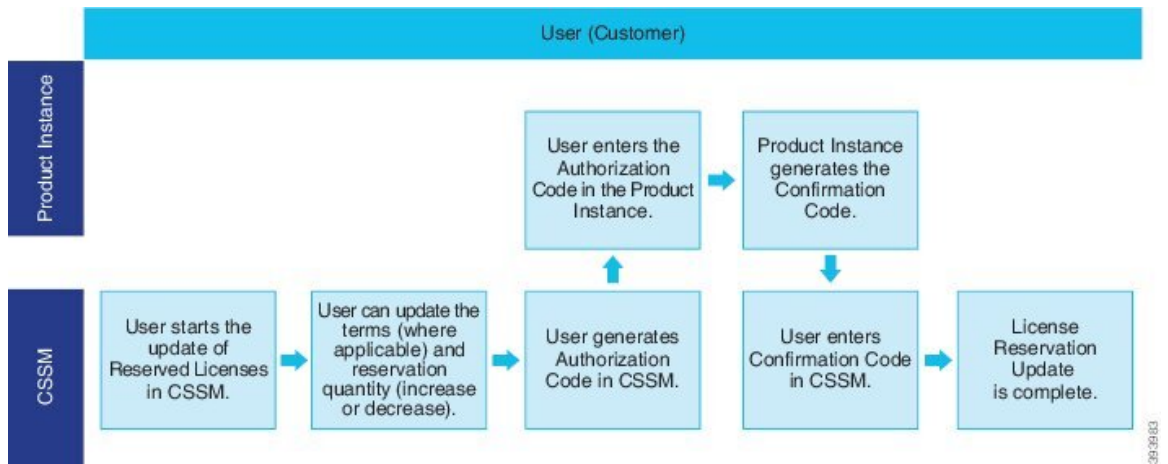 User (Customer)
Product Instance
User enters the
Authorization
Code in the Product
Instance.
Product Instance
generates the
Confirmation
Code.
CSSM
User starts the
update of
Reserved Licenses
in CSSM.
User can update the
terms (where
applicable) and
reservation
quantity (increase
or decrease).
User generates
Authorization
Code in CSSM.
User enters
Confirmation Code
in CSSM.
License
Reservation
Update
is complete.
393983